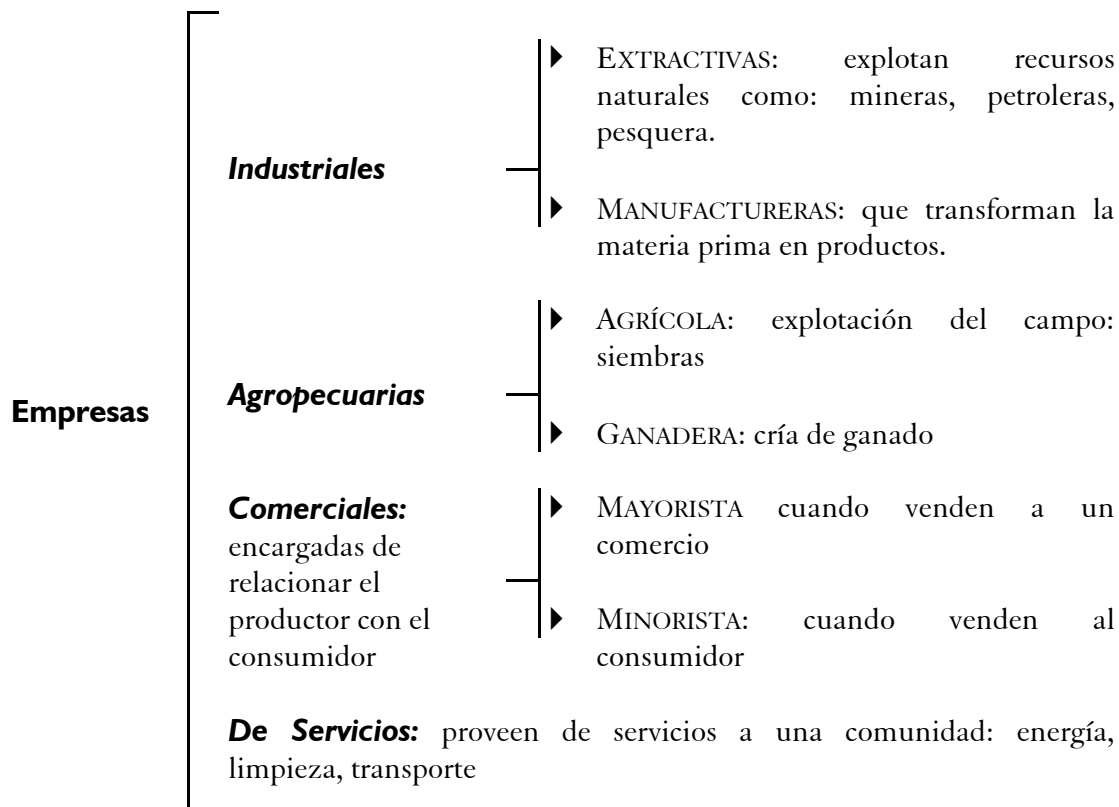 Empresas
Industriales
EXTRACTIVAS: explotan recursos
naturales como: mineras, petroleras,
pesquera.
MANUFACTURERAS: que transforman la
materia prima en productos.
Agropecuarias
AGRÍCOLA: explotación del campo:
siembras
GANADERA: cría de ganado
Comerciales:
encargadas de
relacionar el
productor con el
consumidor
MAYORISTA cuando venden a un
comercio
MINORISTA: cuando venden al
consumidor
De Servicios: proveen de servicios a una comunidad: energía,
limpieza, transporte